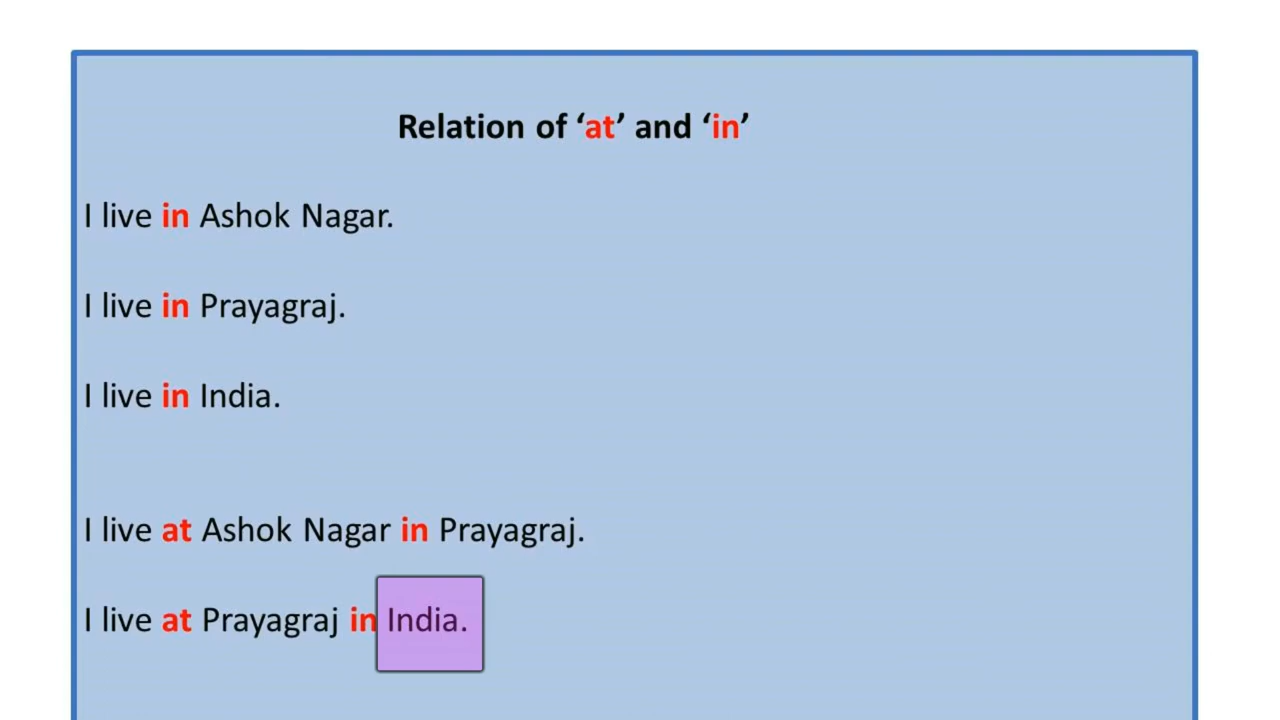 Relation of ‘at’ and ‘in’
I live in Ashok Nagar.
I live in Prayagraj.
I live in India.
I live at Ashok Nagar in Prayagraj.
I live at Prayagraj in India.